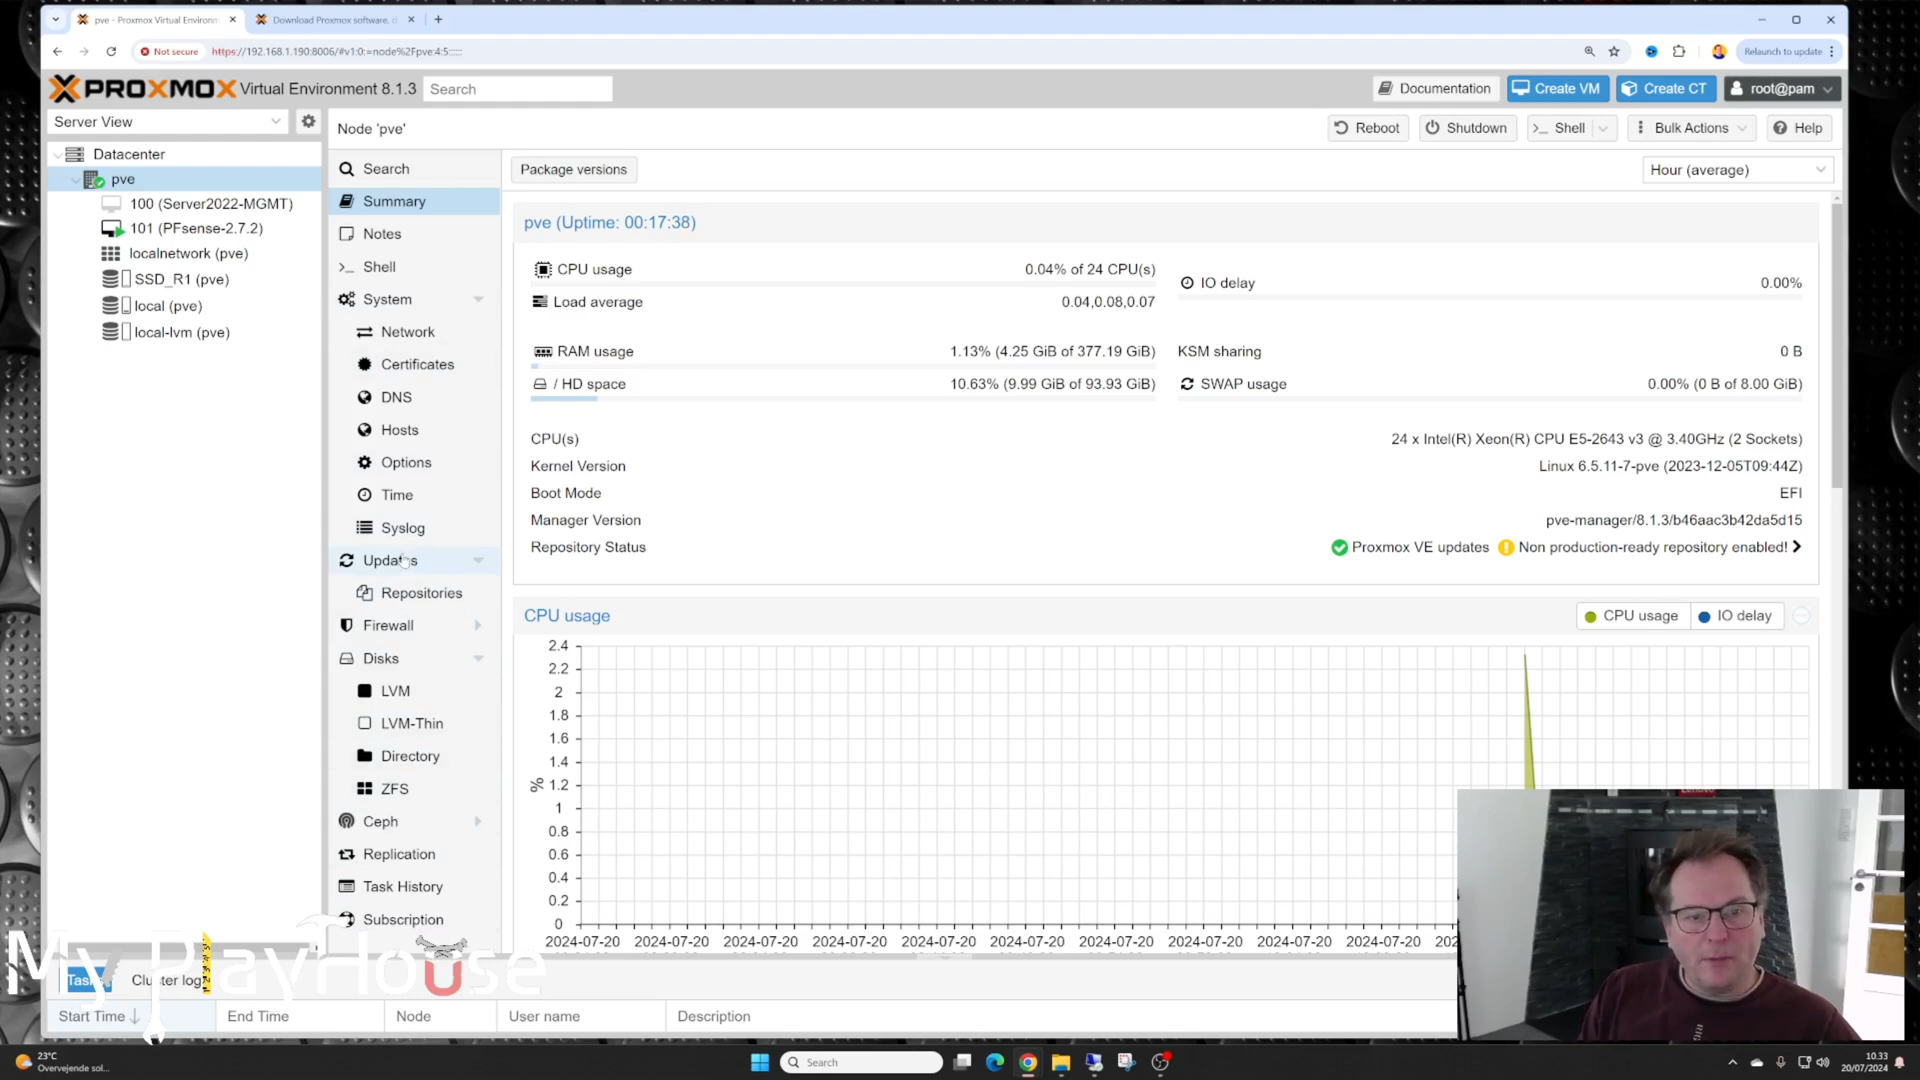 pve - Proxmox Virtual Environm
Download Proxmox software, d
Not secure
https://192.168.1.190:8006/#v1:0:=node%2Fpve:4:5::::::
Relaunch to update
PROXMOX Virtual Environment 8.1.3
Search
Documentation
Create VM
Create CT
root@pam
Server View
Node 'pve'
Reboot
Shutdown
Shell
Bulk Actions
Help
Datacenter
pve
100 (Server2022-MGMT)
101 (PFsense-2.7.2)
localnetwork (pve)
SSD_R1 (pve)
local (pve)
local-lvm (pve)
Search
Summary
Notes
Shell
System
Network
Certificates
DNS
Hosts
Options
Time
Syslog
Updates
Repositories
Firewall
Disks
LVM
LVM-Thin
Directory
ZFS
Ceph
Replication
Task History
Subscription
Package versions
Hour (average)
pve (Uptime: 00:17:38)
CPU usage 0.04% of 24 CPU(s)
IO delay 0.00%
Load average 0.04,0.08,0.07
RAM usage 1.13% (4.25 GiB of 377.19 GiB)
KSM sharing 0 B
/ HD space 10.63% (9.99 GiB of 93.93 GiB)
SWAP usage 0.00% (0 B of 8.00 GiB)
CPU(s) 24 x Intel(R) Xeon(R) CPU E5-2643 v3 @ 3.40GHz (2 Sockets)
Kernel Version Linux 6.5.11-7-pve (2023-12-05T09:44Z)
Boot Mode EFI
Manager Version pve-manager/8.1.3/b46aac3b42da5d15
Repository Status Proxmox VE updates Non production-ready repository enabled!
CPU usage
CPU usage
IO delay
2.4
2.2
2
1.8
1.6
1.4
1.2
1
0.8
0.6
0.4
0.2
0
%
2024-07-20 2024-07-20 2024-07-20 2024-07-20 2024-07-20 2024-07-20 2024-07-20 2024-07-20 2024-07-20 2024-07-20
My PlayHouse
Tasks
Cluster log
Start Time
End Time
Node
User name
Description
23°C
Overvejende sol...
Search
10.33
20/07/2024